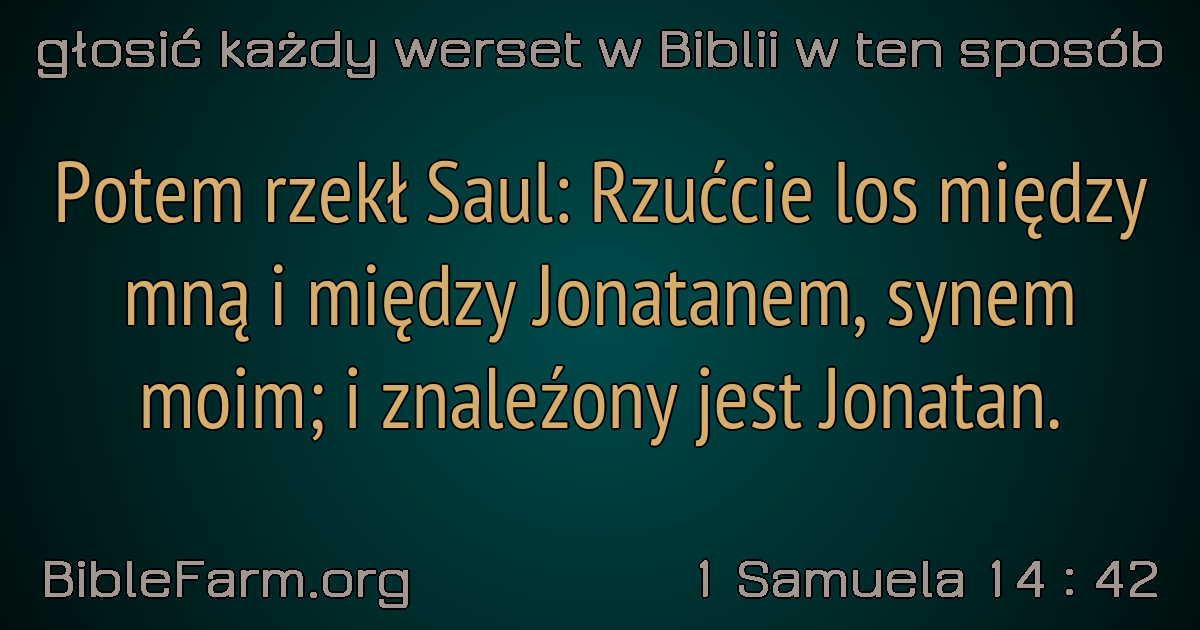 głosić każdy werset w Biblii w ten sposób
Potem rzekł Saul: Rzućcie los między
mną i między Jonatanem, synem
moim; i znaleźony jest Jonatan.
BibleFarm.org
1 Samuela 14 : 42